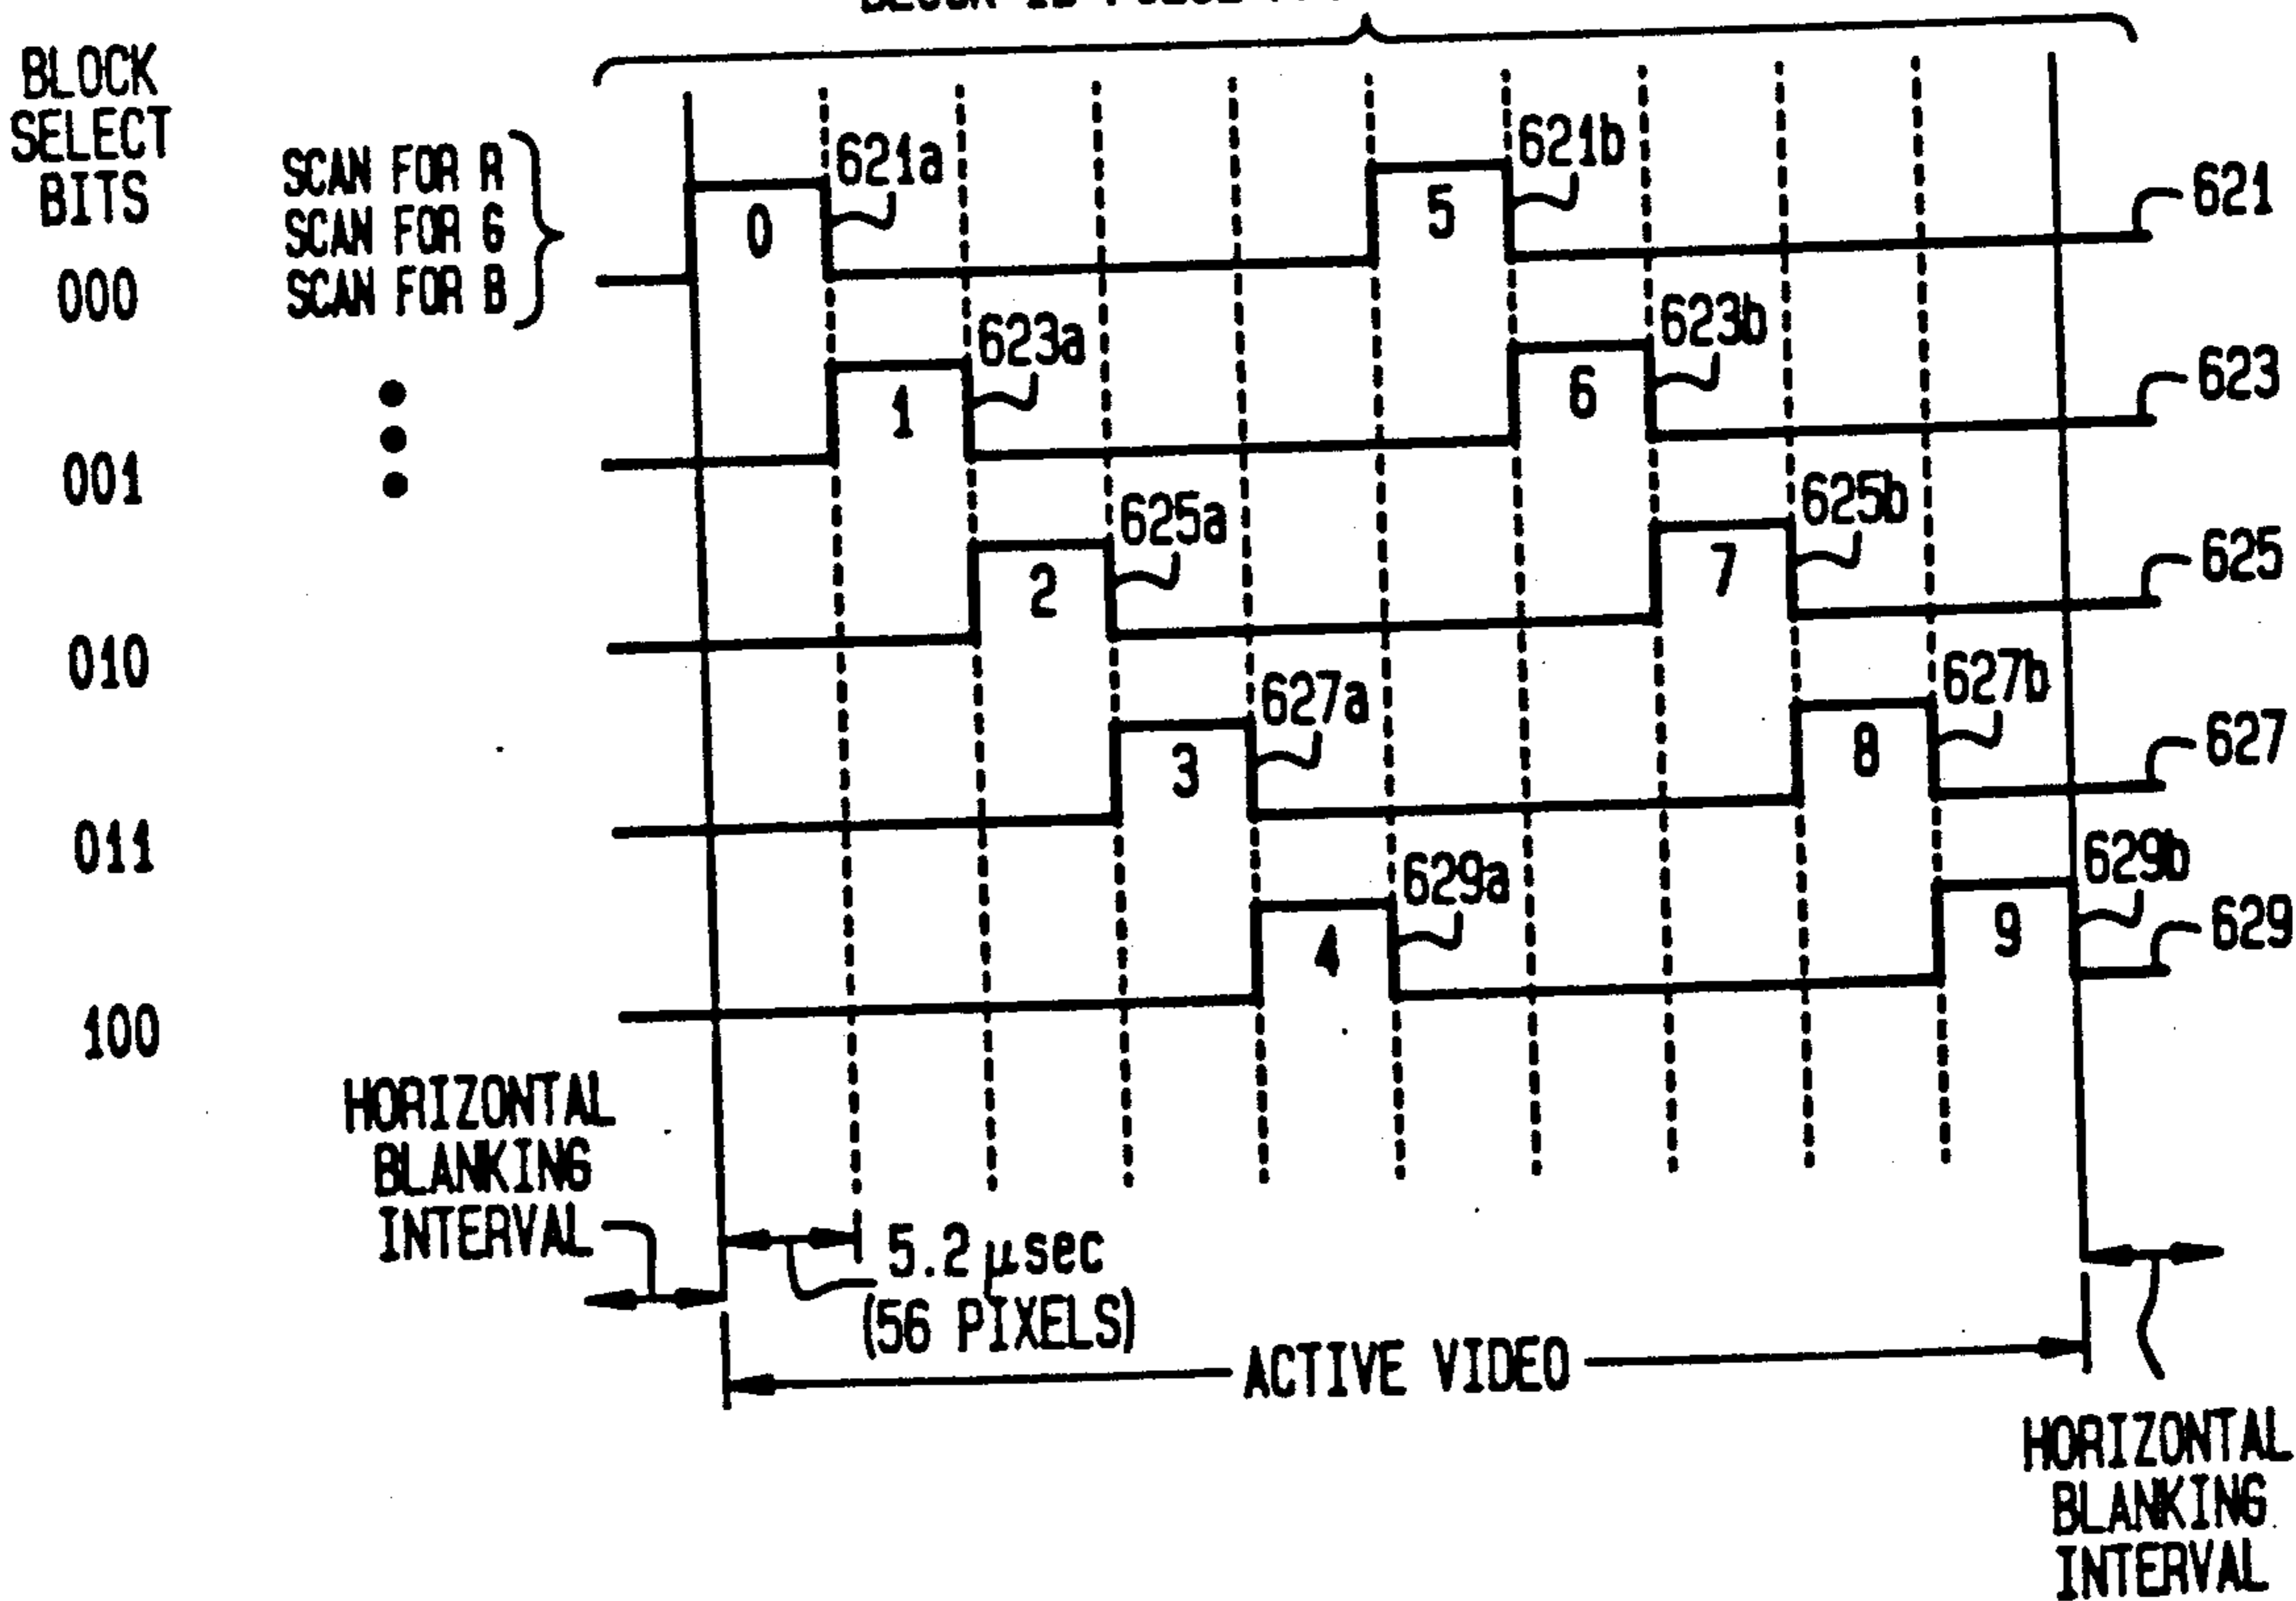 BLOCK
SELECT
BITS
SCAN FOR R
SCAN FOR G
SCAN FOR B
000
0
621a
5
621b
621
001
1
623a
6
623b
623
010
2
625a
7
625b
625
011
3
627a
8
627b
627
100
4
629a
9
629b
629
HORIZONTAL
BLANKING
INTERVAL
5.2 μsec
(56 PIXELS)
ACTIVE VIDEO
HORIZONTAL
BLANKING
INTERVAL